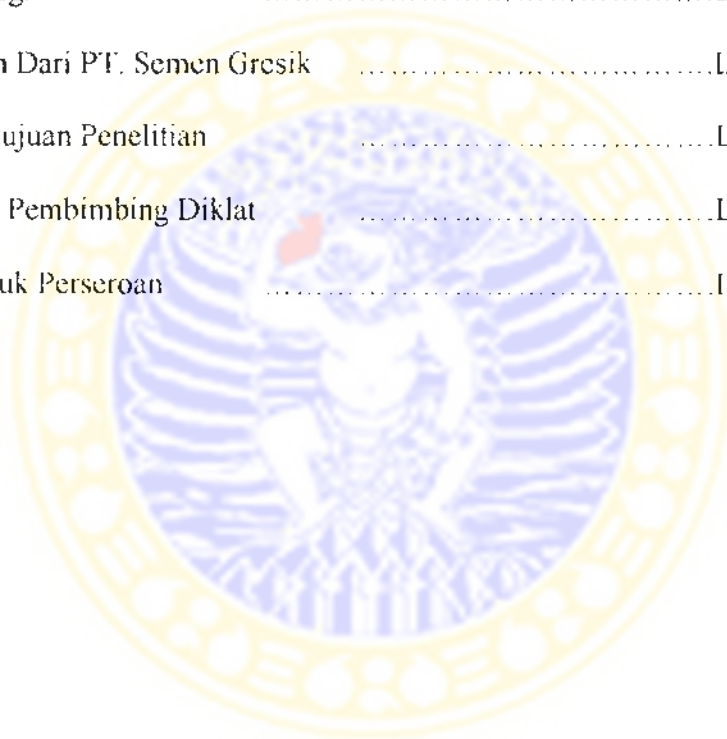 Dari PT. Semen Gresik ........................................
ujuan Penelitian ........................................
Pembimbing Diklat ........................................
uk Perseroan ........................................